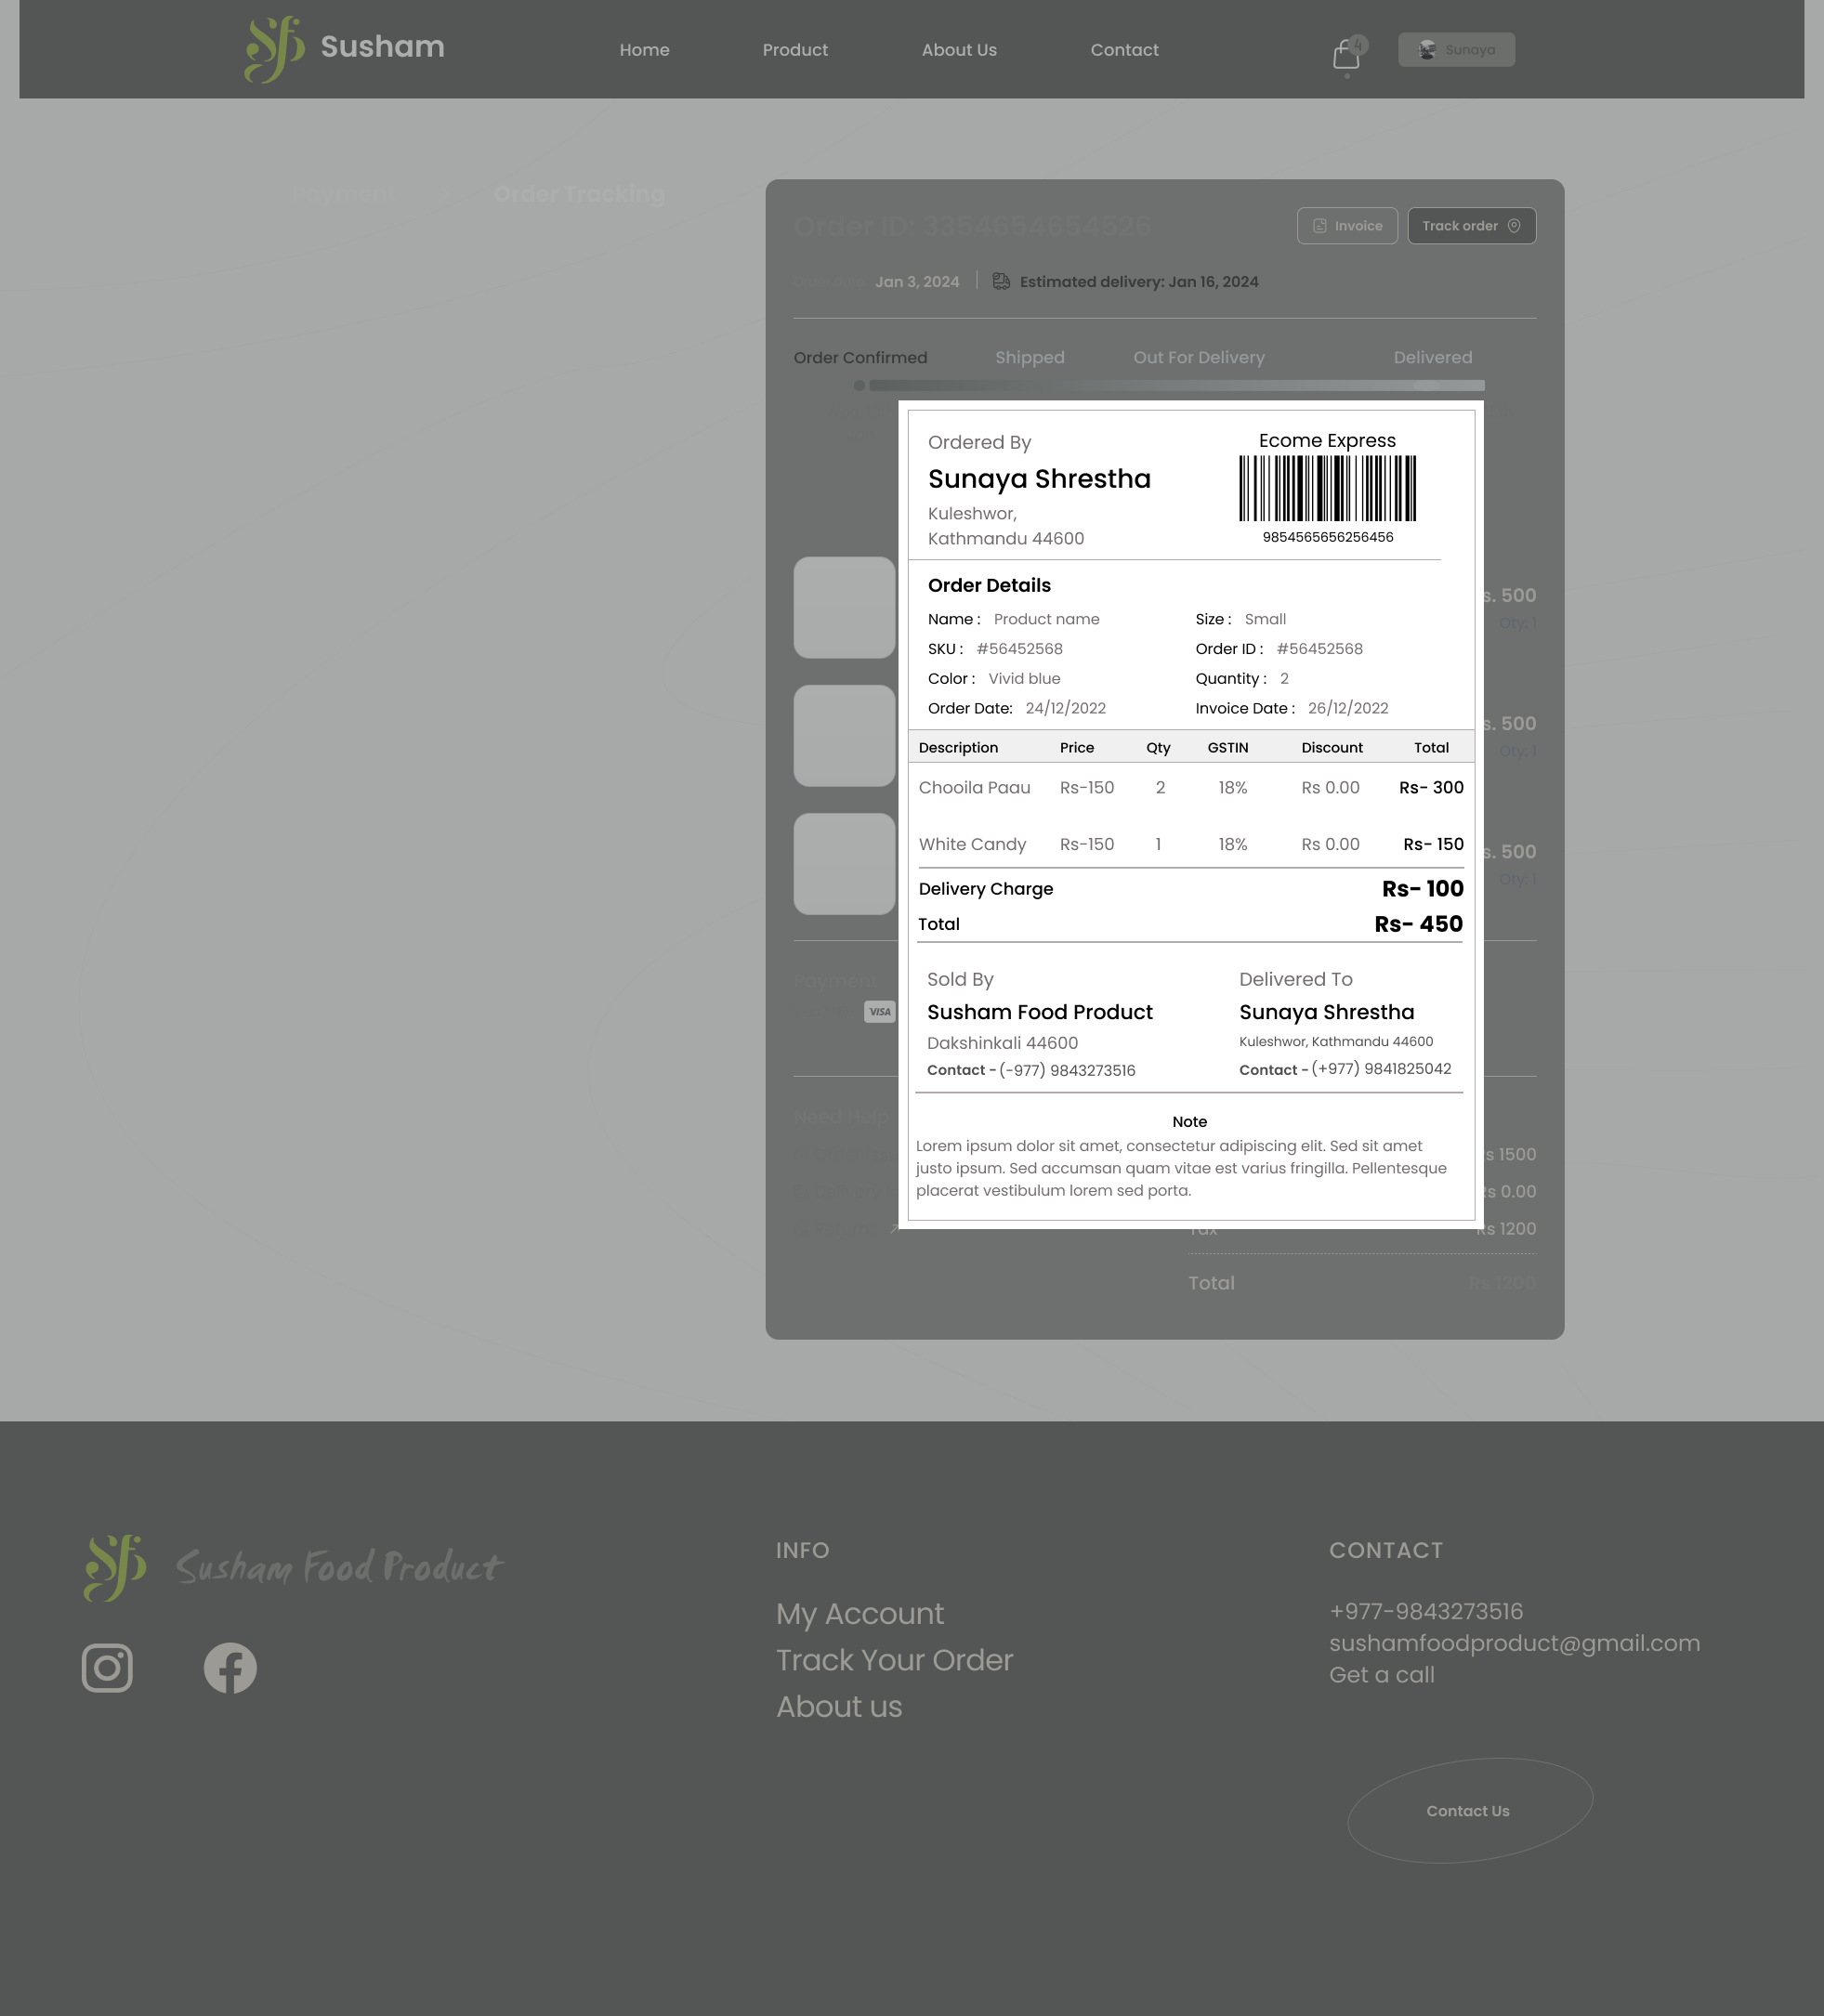 Susham
Home
Product
About Us
Contact
4
Sunaya
Payment
Order Tracking
Order ID: 3354654654526
Invoice
Track order
Jan 3, 2024
Estimated delivery: Jan 16, 2024
Order Confirmed
Shipped
Out For Delivery
Delivered
Ordered By
Sunaya Shrestha
Kuleshwor,
Kathmandu 44600
Ecome Express
9854565656256456
Order Details
Name : Product name
Size : Small
SKU : #56452568
Order ID : #56452568
Color : Vivid blue
Quantity : 2
Order Date: 24/12/2022
Invoice Date : 26/12/2022
Description Price Qty GSTIN Discount Total
Chooila Paau Rs-150 2 18% Rs 0.00 Rs- 300
White Candy Rs-150 1 18% Rs 0.00 Rs- 150
Delivery Charge Rs- 100
Total Rs- 450
Sold By
Susham Food Product
Dakshinkali 44600
Contact - (-977) 9843273516
Delivered To
Sunaya Shrestha
Kuleshwor, Kathmandu 44600
Contact - (+977) 9841825042
Note
Lorem ipsum dolor sit amet, consectetur adipiscing elit. Sed sit amet
justo ipsum. Sed accumsan quam vitae est varius fringilla. Pellentesque
placerat vestibulum lorem sed porta.
s. 500
Qty: 1
s. 500
Qty: 1
s. 500
Qty: 1
Payment
VISA
Need Help
s 1500
Rs 0.00
Tax Rs 1200
Total Rs 1200
Susham Food Product
INFO
My Account
Track Your Order
About us
CONTACT
+977-9843273516
sushamfoodproduct@gmail.com
Get a call
Contact Us